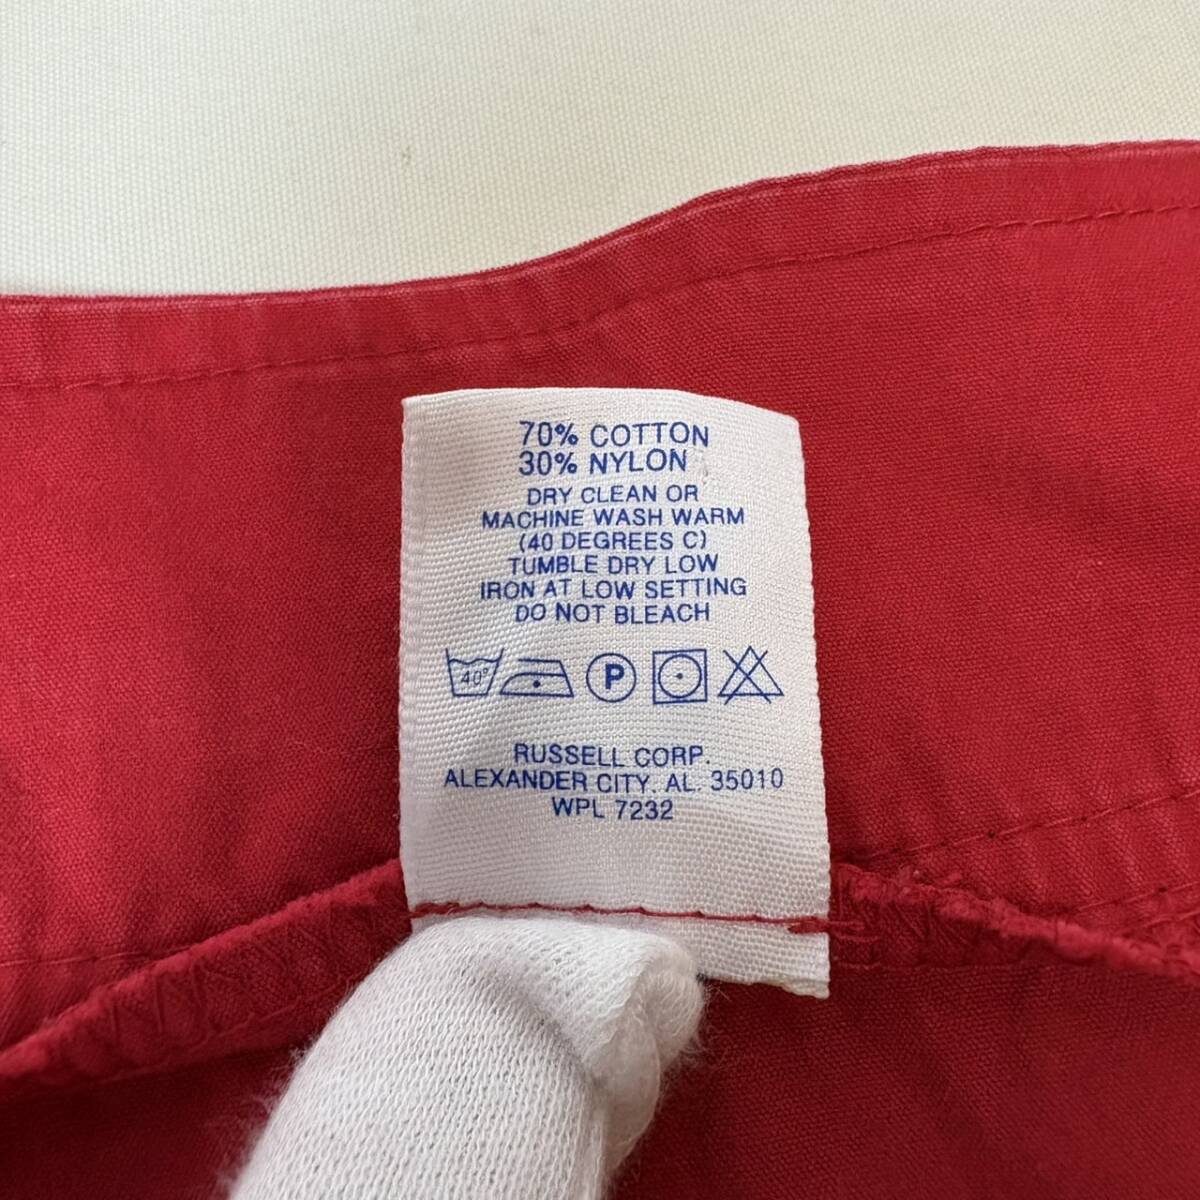 70% COTTON
30% NYLON
DRY CLEAN OR
MACHINE WASH WARM
(40 DEGREES C)
TUMBLE DRY LOW
IRON AT LOW SETTING
DO NOT BLEACH
40° P
RUSSELL CORP.
ALEXANDER CITY, AL. 35010
WPL 7232